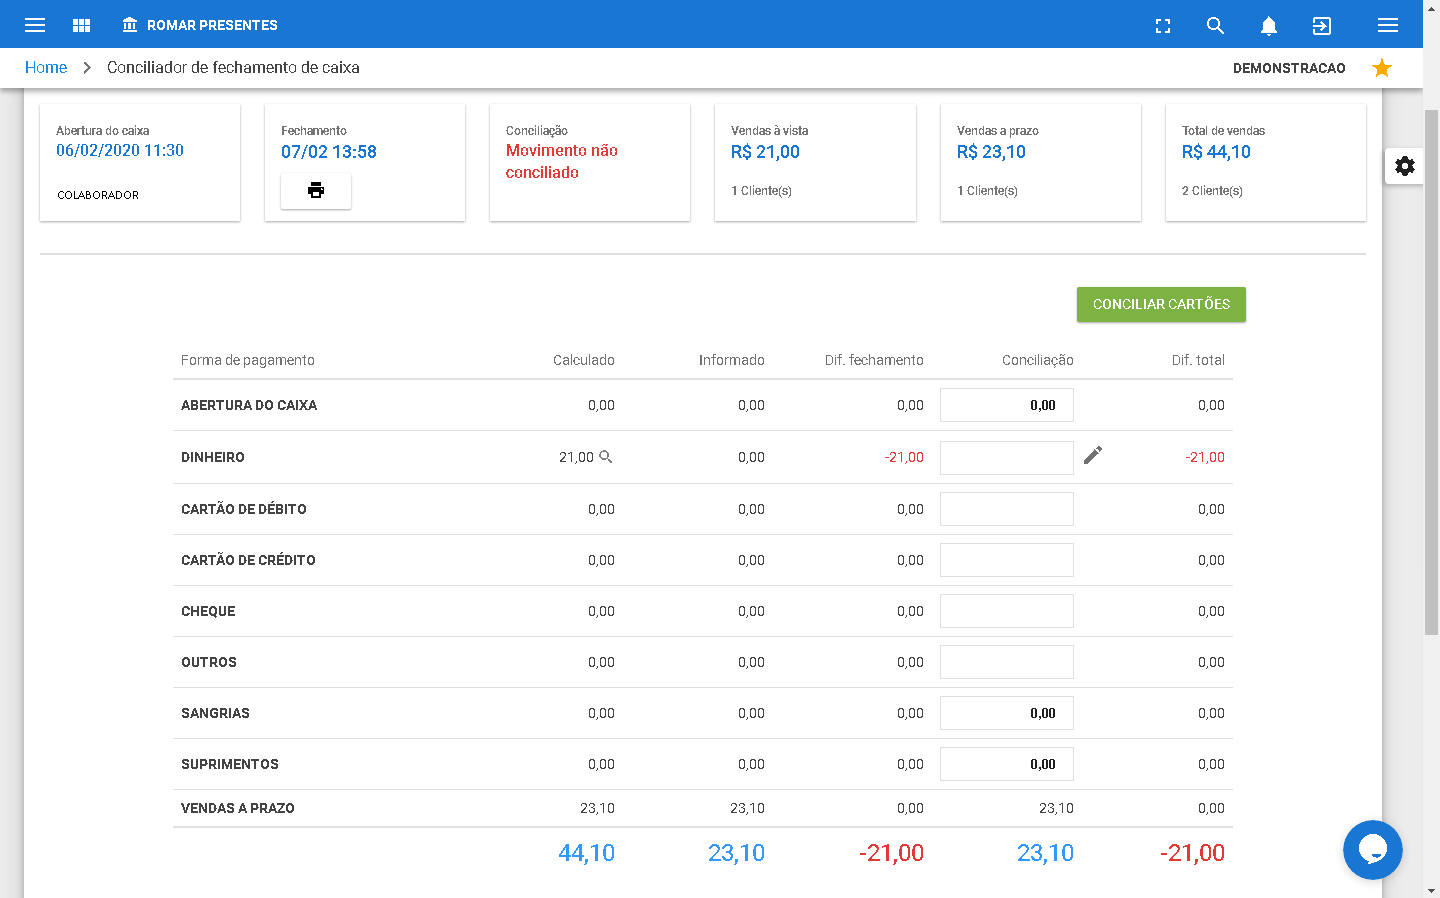 ROMAR PRESENTES
Home > Conciliador de fechamento de caixa DEMONSTRACAO
Abertura do caixa
06/02/2020 11:30
COLABORADOR
Fechamento
07/02 13:58
Conciliação
Movimento não
conciliado
Vendas à vista
R$ 21,00
1 Cliente(s)
Vendas a prazo
R$ 23,10
1 Cliente(s)
Total de vendas
R$ 44,10
2 Cliente(s)
CONCILIAR CARTÕES
Forma de pagamento Calculado Informado Dif. fechamento Conciliação Dif. total
ABERTURA DO CAIXA 0,00 0,00 0,00 0,00 0,00
DINHEIRO 21,00 0,00 -21,00 -21,00
CARTÃO DE DÉBITO 0,00 0,00 0,00 0,00
CARTÃO DE CRÉDITO 0,00 0,00 0,00 0,00
CHEQUE 0,00 0,00 0,00 0,00
OUTROS 0,00 0,00 0,00 0,00
SANGRIAS 0,00 0,00 0,00 0,00 0,00
SUPRIMENTOS 0,00 0,00 0,00 0,00 0,00
VENDAS A PRAZO 23,10 23,10 0,00 23,10 0,00
44,10 23,10 -21,00 23,10 -21,00